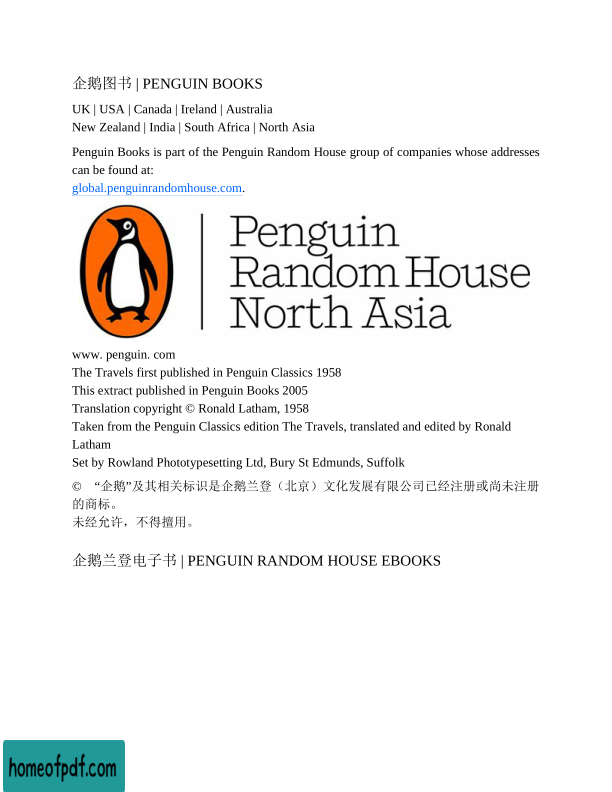 企鹅图书 | PENGUIN BOOKS
UK | USA | Canada | Ireland | Australia
New Zealand | India | South Africa | North Asia
Penguin Books is part of the Penguin Random House group of companies whose addresses
can be found at:
global.penguinrandomhouse.com.
Penguin
Random House
North Asia
www. penguin. com
The Travels first published in Penguin Classics 1958
This extract published in Penguin Books 2005
Translation copyright © Ronald Latham, 1958
Taken from the Penguin Classics edition The Travels, translated and edited by Ronald
Latham
Set by Rowland Phototypesetting Ltd, Bury St Edmunds, Suffolk
© “企鹅”及其相关标识是企鹅兰登（北京）文化发展有限公司已经注册或尚未注册
的商标。
未经允许，不得擅用。
企鹅兰登电子书 | PENGUIN RANDOM HOUSE EBOOKS
homeofpdf.com